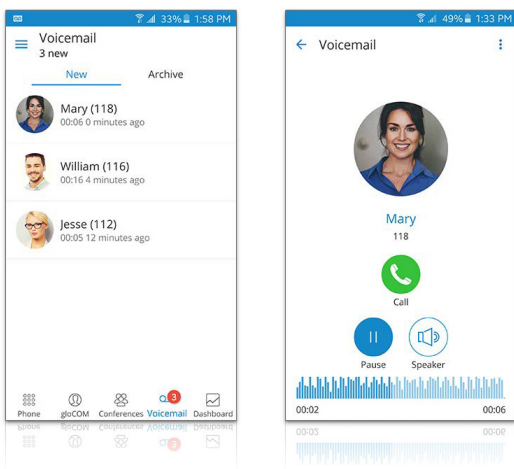 33% 1:58 PM
Voicemail
3 new
New Archive
Mary (118)
00:06 0 minutes ago
William (116)
00:16 4 minutes ago
Jesse (112)
00:05 12 minutes ago
3
Phone gloCOM Conferences Voicemail Dashboard
49% 1:33 PM
Voicemail
Mary
118
Call
Pause Speaker
00:02 00:06